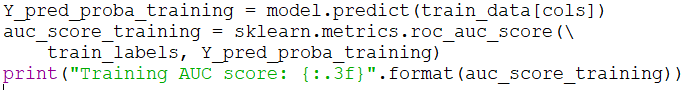 Y_pred_proba_training = model.predict(train_data[cols])
auc_score_training = sklearn.metrics.roc_auc_score(\
    train_labels, Y_pred_proba_training)
print("Training AUC score: {:.3f}".format(auc_score_training))